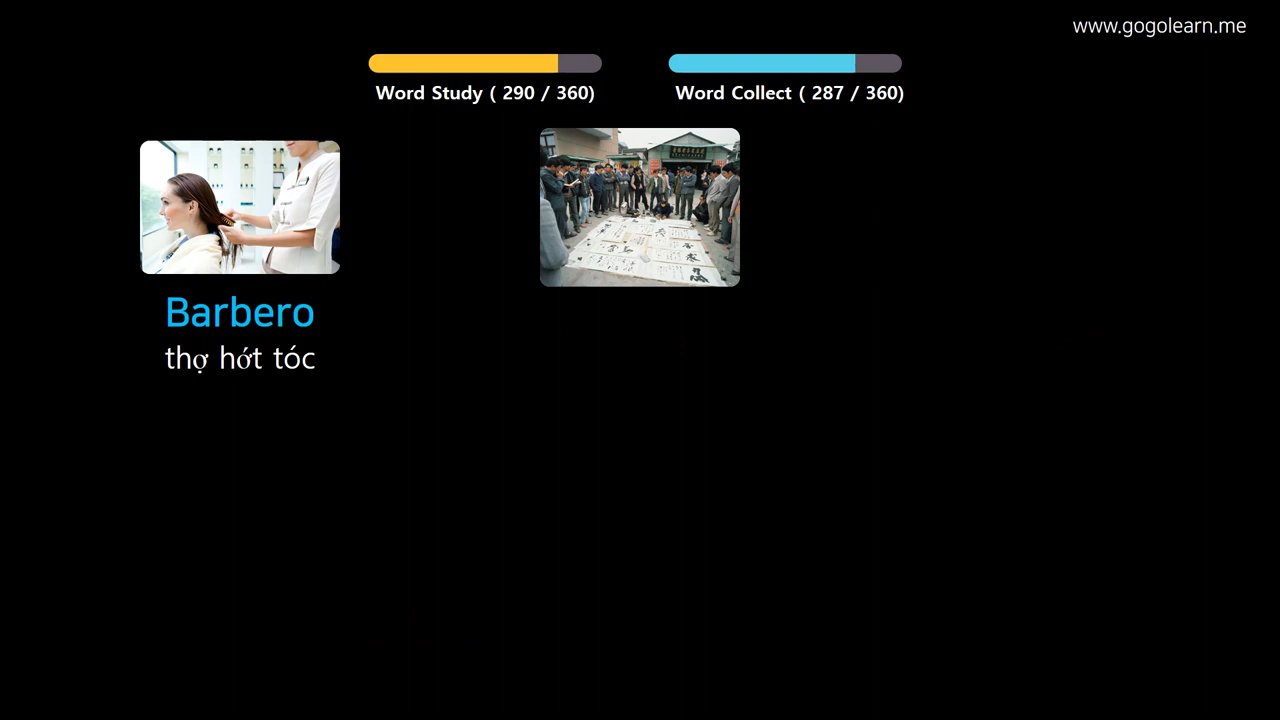 www.gogolearn.me
Word Study ( 290 / 360)
Word Collect ( 287 / 360)
Barbero
thợ hớt tóc